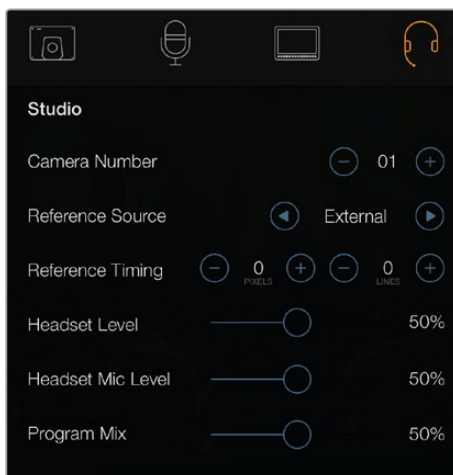 Studio
Camera Number 01
Reference Source External
Reference Timing 0 PIXELS 0 LINES
Headset Level 50%
Headset Mic Level 50%
Program Mix 50%